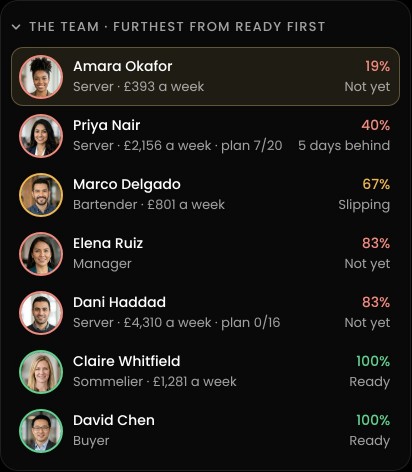 THE TEAM · FURTHEST FROM READY FIRST
Amara Okafor 19%
Server · £393 a week Not yet
Priya Nair 40%
Server · £2,156 a week · plan 7/20 5 days behind
Marco Delgado 67%
Bartender · £801 a week Slipping
Elena Ruiz 83%
Manager Not yet
Dani Haddad 83%
Server · £4,310 a week · plan 0/16 Not yet
Claire Whitfield 100%
Sommelier · £1,281 a week Ready
David Chen 100%
Buyer Ready